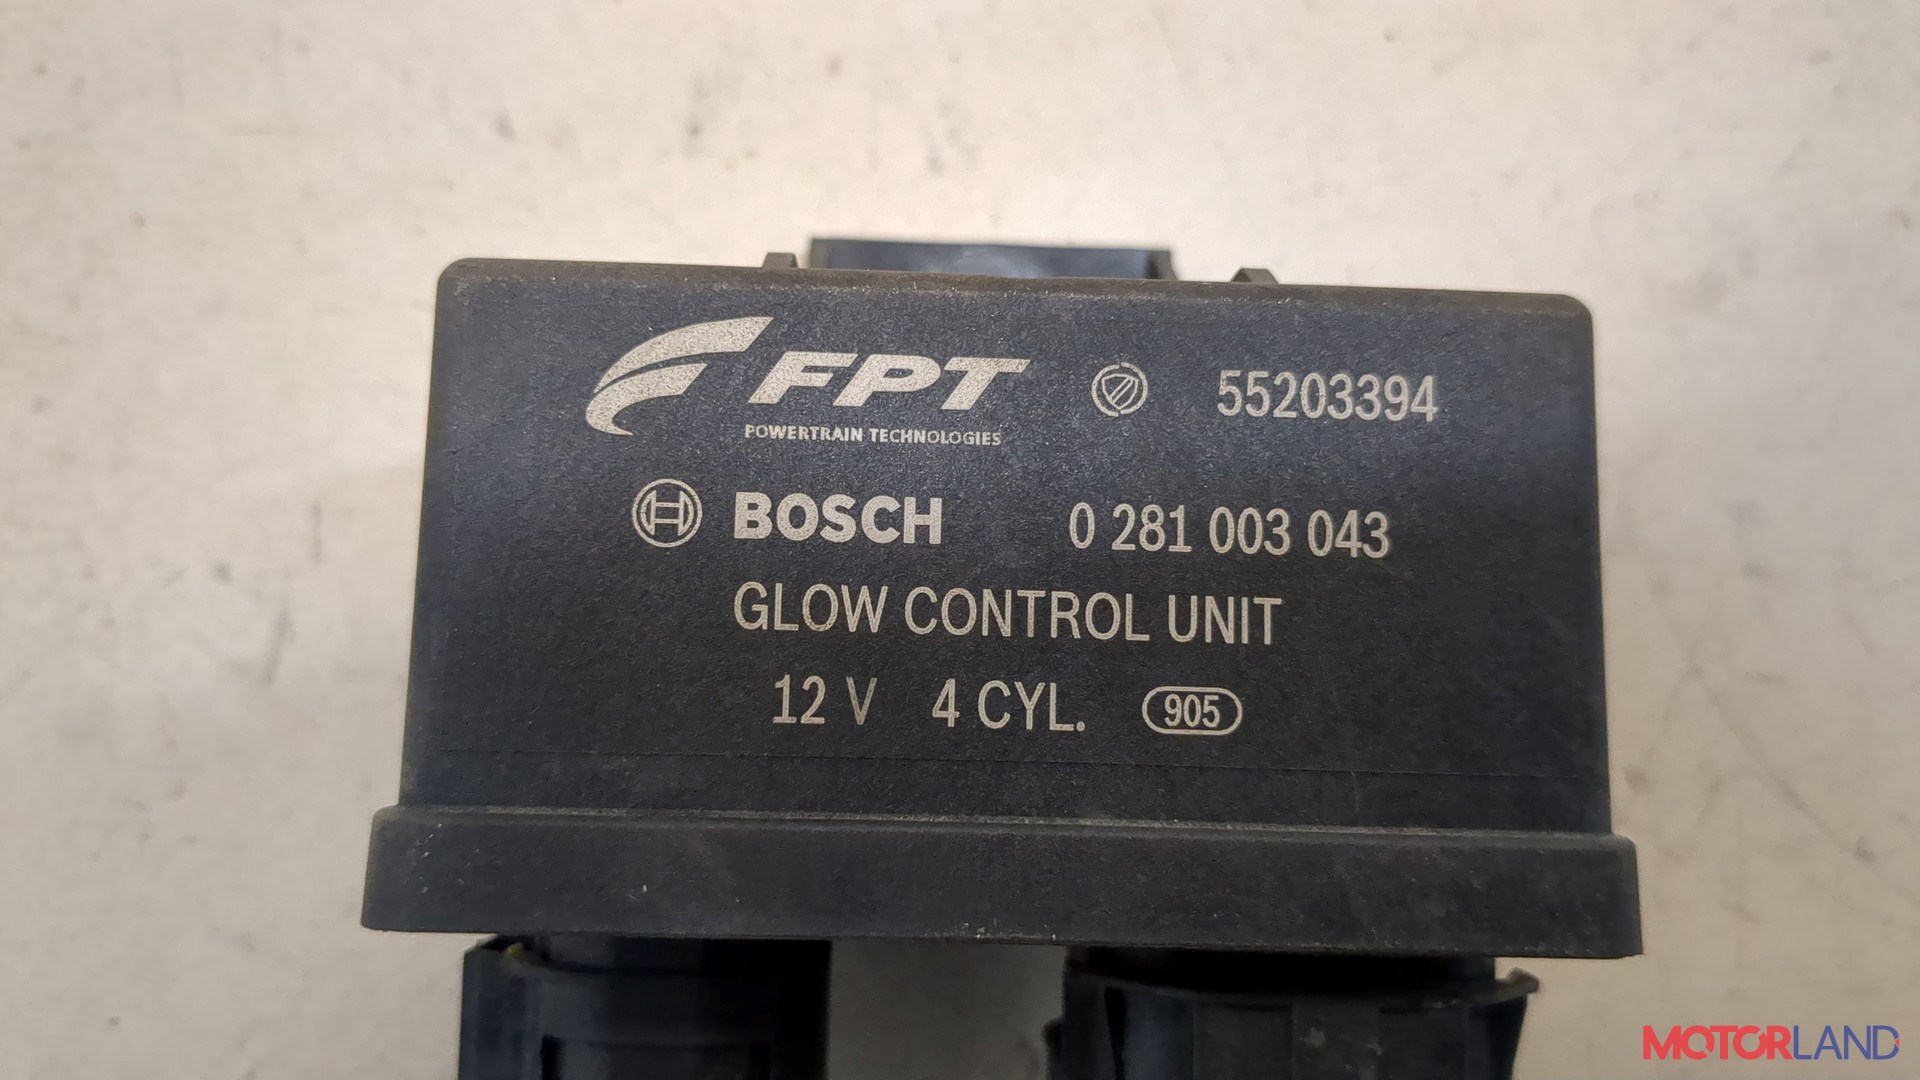 FPT 55203394
POWERTRAIN TECHNOLOGIES
BOSCH 0 281 003 043
GLOW CONTROL UNIT
12 V 4 CYL. 905
MOTORLAND